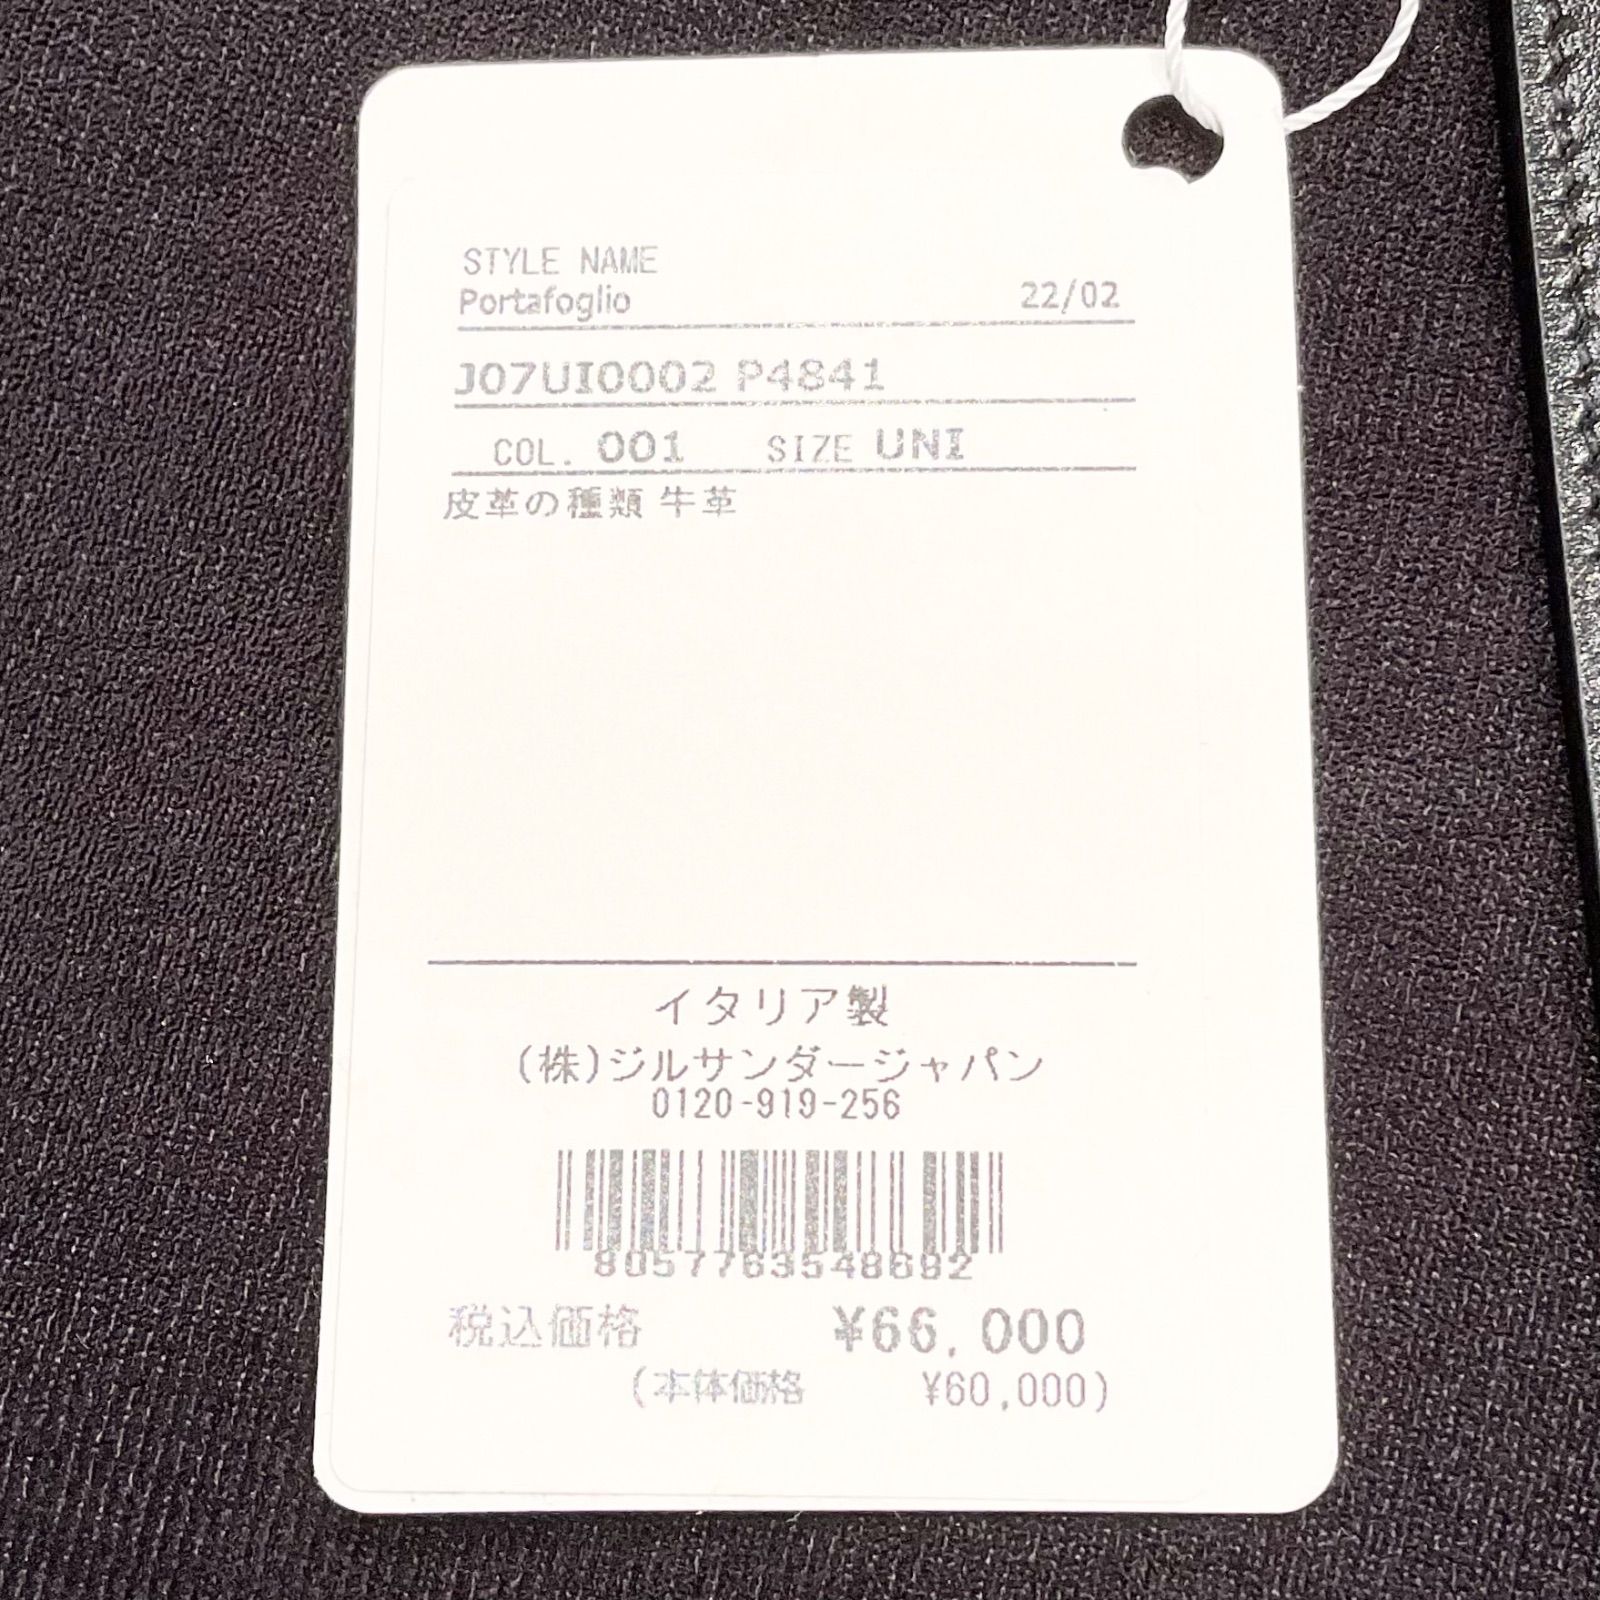 STYLE NAME
Portafoglio 22/02
J07UI0002 P4841
COL. 001 SIZE UNI
皮革の種類 牛革
イタリア製
(株)ジルサンダージャパン
0120-919-256
8057763548692
税込価格 ¥66,000
(本体価格 ¥60,000)